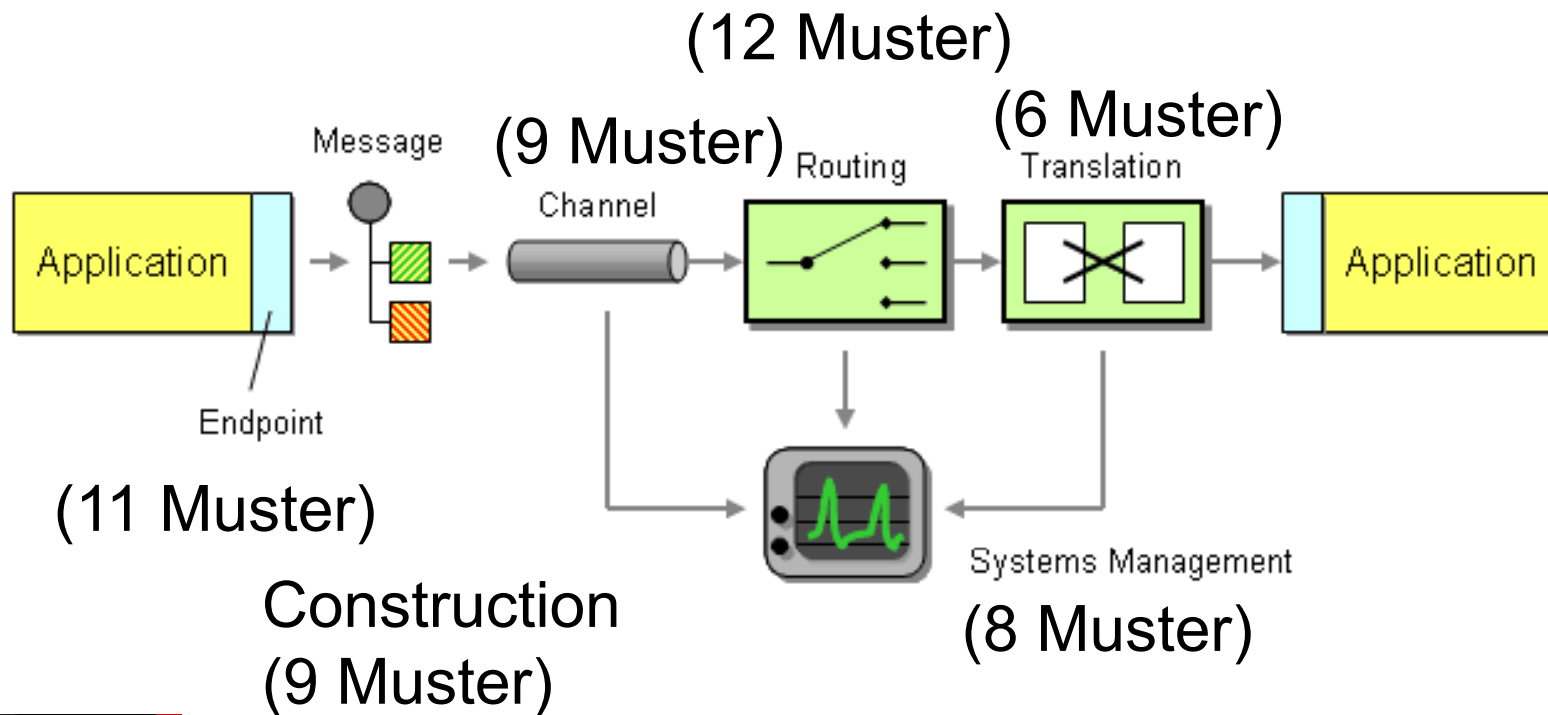 (12 Muster)
(6 Muster)
Message
(9 Muster)
Routing
Translation
Channel
Application
Application
Endpoint
(11 Muster)
Systems Management
Construction
(9 Muster)
(8 Muster)